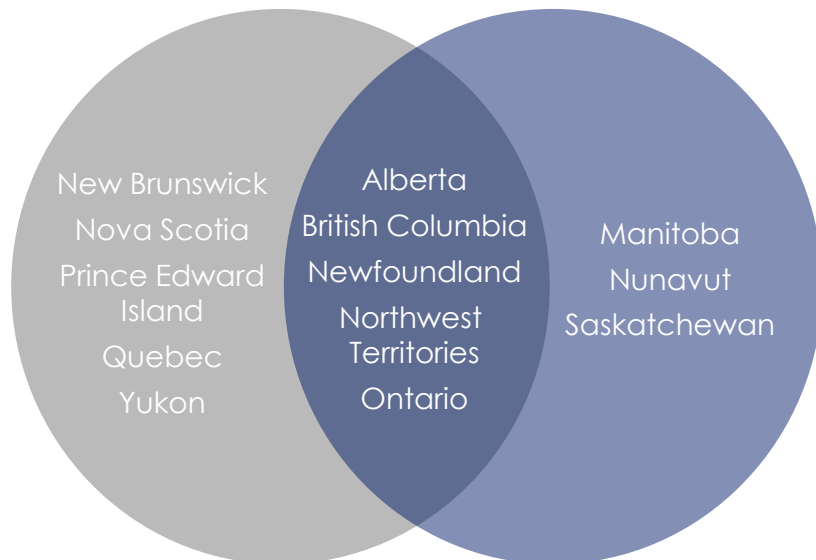 New Brunswick
Nova Scotia
Prince Edward
Island
Quebec
Yukon
Alberta
British Columbia
Newfoundland
Northwest
Territories
Ontario
Manitoba
Nunavut
Saskatchewan